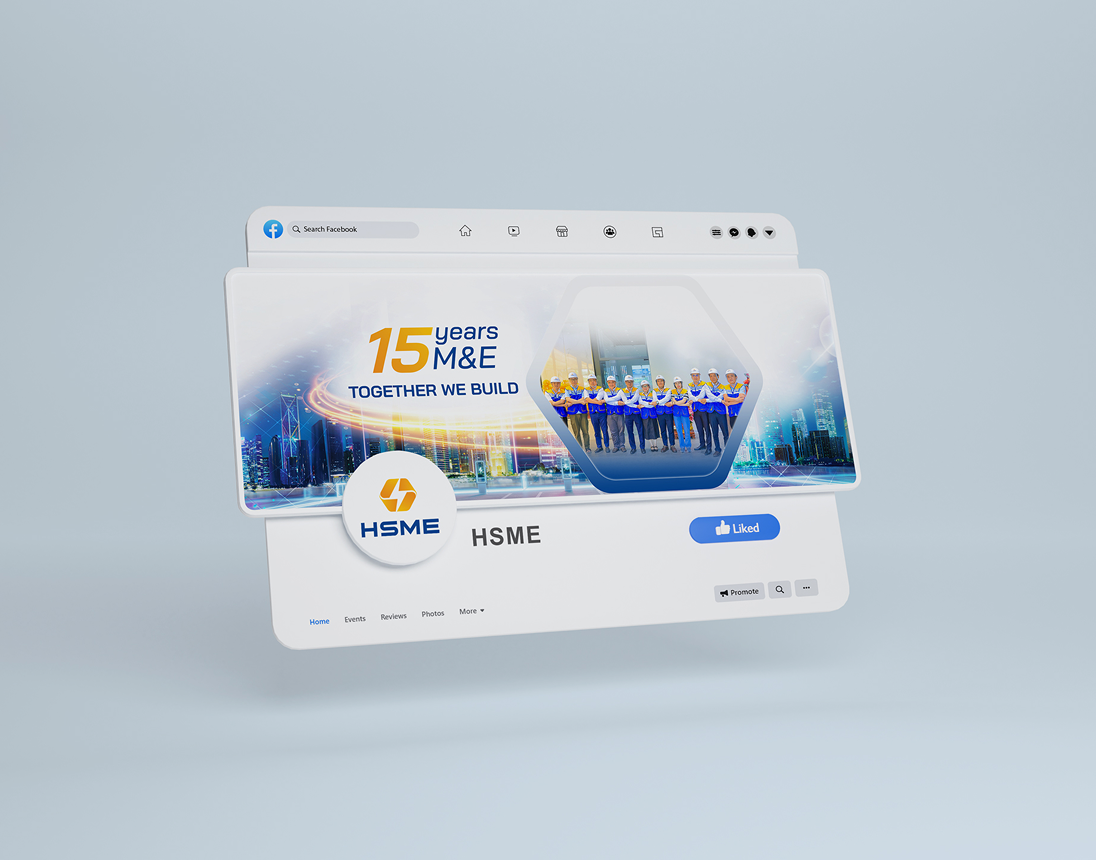 Search Facebook
15 years
M&E
TOGETHER WE BUILD
HSME
HSME
Liked
Promote
Home Events Reviews Photos More